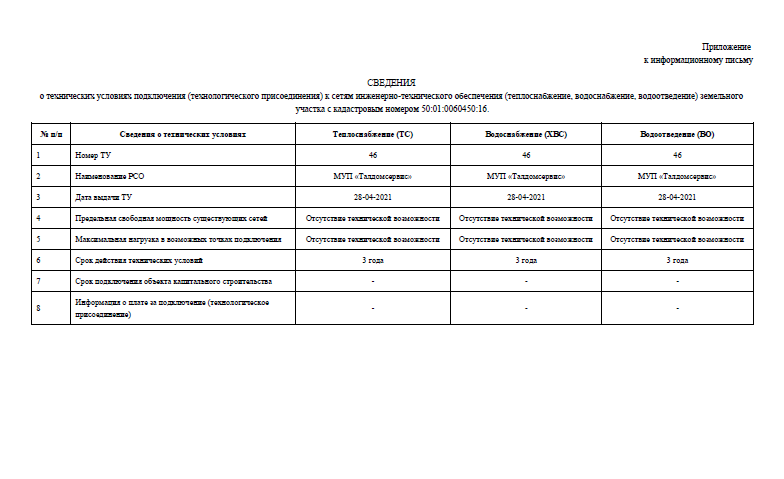 Приложение
к информационному письму
СВЕДЕНИЯ
о технических условиях подключения (технологического присоединения) к сетям инженерно-технического обеспечения (теплоснабжение, водоснабжение, водоотведение) земельного
участка с кадастровым номером 50:01:0060450:16.
№ п/п Сведения о технических условиях Теплоснабжение (ТС) Водоснабжение (ХВС) Водоотведение (ВО)
1 Номер ТУ 46 46 46
2 Наименование РСО МУП «Талдомсервис» МУП «Талдомсервис» МУП «Талдомсервис»
3 Дата выдачи ТУ 28-04-2021 28-04-2021 28-04-2021
4 Предельная свободная мощность существующих сетей Отсутствие технической возможности Отсутствие технической возможности Отсутствие технической возможности
5 Максимальная нагрузка в возможных точках подключения Отсутствие технической возможности Отсутствие технической возможности Отсутствие технической возможности
6 Срок действия технических условий 3 года 3 года 3 года
7 Срок подключения объекта капитального строительства - - -
8 Информация о плате за подключение (технологическое
присоединение) - - -